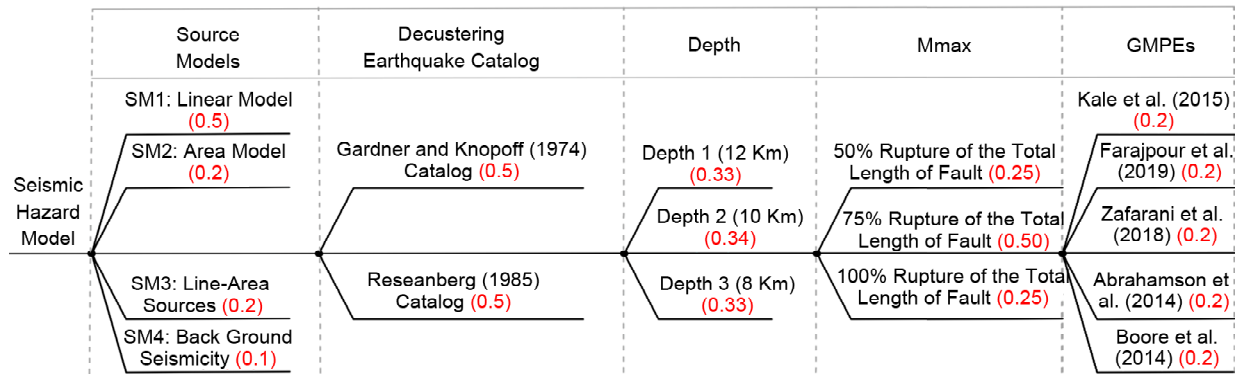 Source
Models
Decustering
Earthquake Catalog
Depth
Mmax
GMPEs
Seismic
Hazard
Model
SM1: Linear Model
(0.5)
SM2: Area Model
(0.2)
SM3: Line-Area
Sources (0.2)
SM4: Back Ground
Seismicity (0.1)
Gardner and Knopoff (1974)
Catalog (0.5)
Reseanberg (1985)
Catalog (0.5)
Depth 1 (12 Km)
(0.33)
Depth 2 (10 Km)
(0.34)
Depth 3 (8 Km)
(0.33)
50% Rupture of the Total
Length of Fault (0.25)
75% Rupture of the Total
Length of Fault (0.50)
100% Rupture of the Total
Length of Fault (0.25)
Kale et al. (2015)
(0.2)
Farajpour et al.
(2019) (0.2)
Zafarani et al.
(2018) (0.2)
Abrahamson et
al. (2014) (0.2)
Boore et al.
(2014) (0.2)